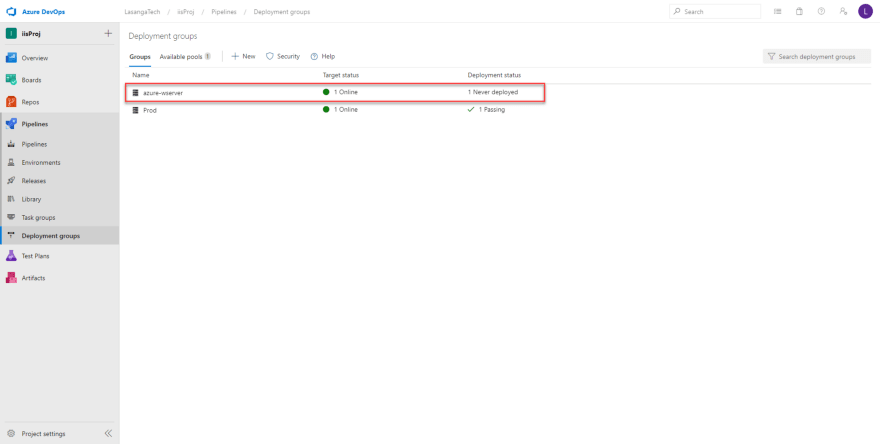 Azure DevOps
LasangaTech / iisProj / Pipelines / Deployment groups
Search
L
I
iisProj
Overview
Boards
Repos
Pipelines
Pipelines
Environments
Releases
Library
Task groups
Deployment groups
Test Plans
Artifacts
Project settings
Deployment groups
Groups Available pools 1 New Security Help
Search deployment groups
Name Target status Deployment status
azure-wserver 1 Online 1 Never deployed
Prod 1 Online 1 Passing